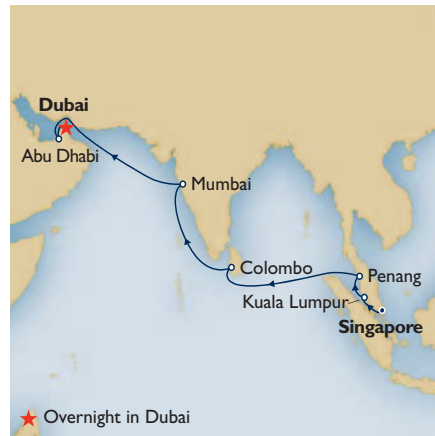 Dubai
Abu Dhabi
Mumbai
Colombo
Penang
Kuala Lumpur
Singapore
Overnight in Dubai